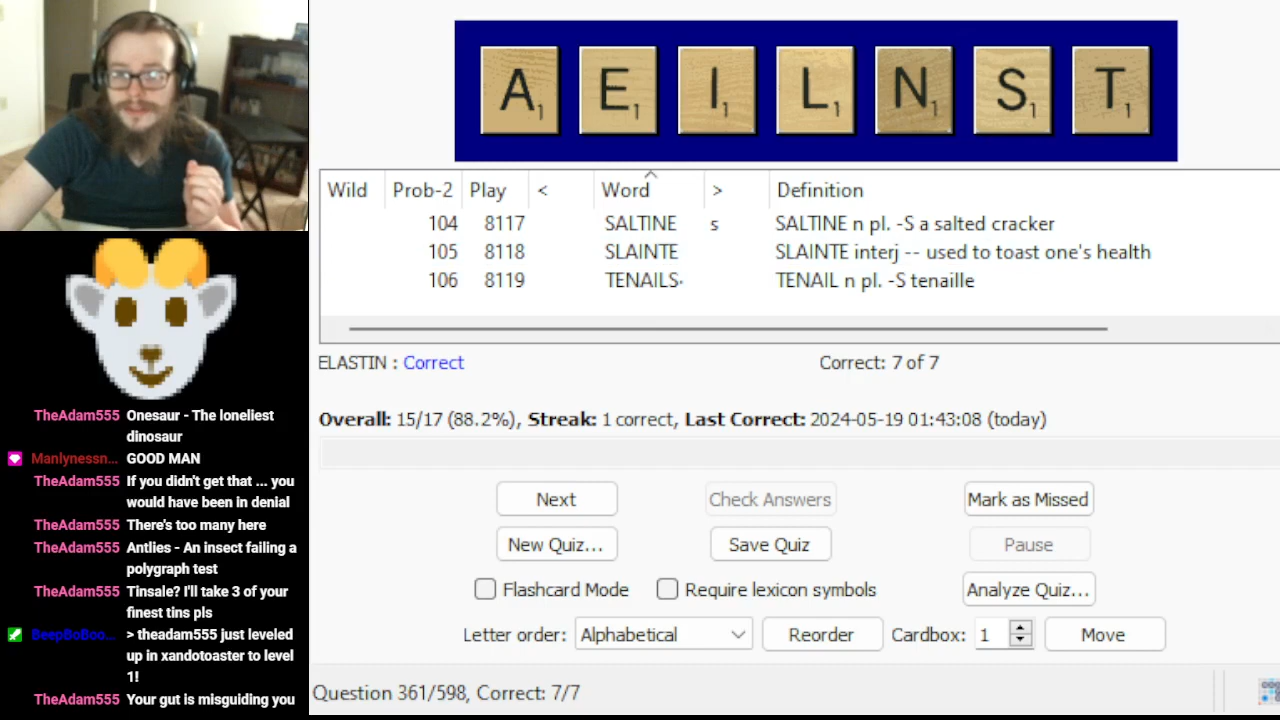 A1 E1 I1 L1 N1 S1 T1
Wild Prob-2 Play < Word > Definition
104 8117 SALTINE s SALTINE n pl. -S a salted cracker
105 8118 SLAINTE SLAINTE interj -- used to toast one's health
106 8119 TENAILS· TENAIL n pl. -S tenaille
ELASTIN : Correct Correct: 7 of 7
Overall: 15/17 (88.2%), Streak: 1 correct, Last Correct: 2024-05-19 01:43:08 (today)
Next Check Answers Mark as Missed
New Quiz... Save Quiz Pause
Flashcard Mode Require lexicon symbols Analyze Quiz...
Letter order: Alphabetical Reorder Cardbox: 1 Move
Question 361/598, Correct: 7/7
TheAdam555 Onesaur - The loneliest
dinosaur
Manlynessn... GOOD MAN
TheAdam555 If you didn't get that ... you
would have been in denial
TheAdam555 There's too many here
TheAdam555 Antlies - An insect failing a
polygraph test
TheAdam555 Tinsale? I'll take 3 of your
finest tins pls
BeepBoBoo... > theadam555 just leveled
up in xandotoaster to level
1!
TheAdam555 Your gut is misguiding you